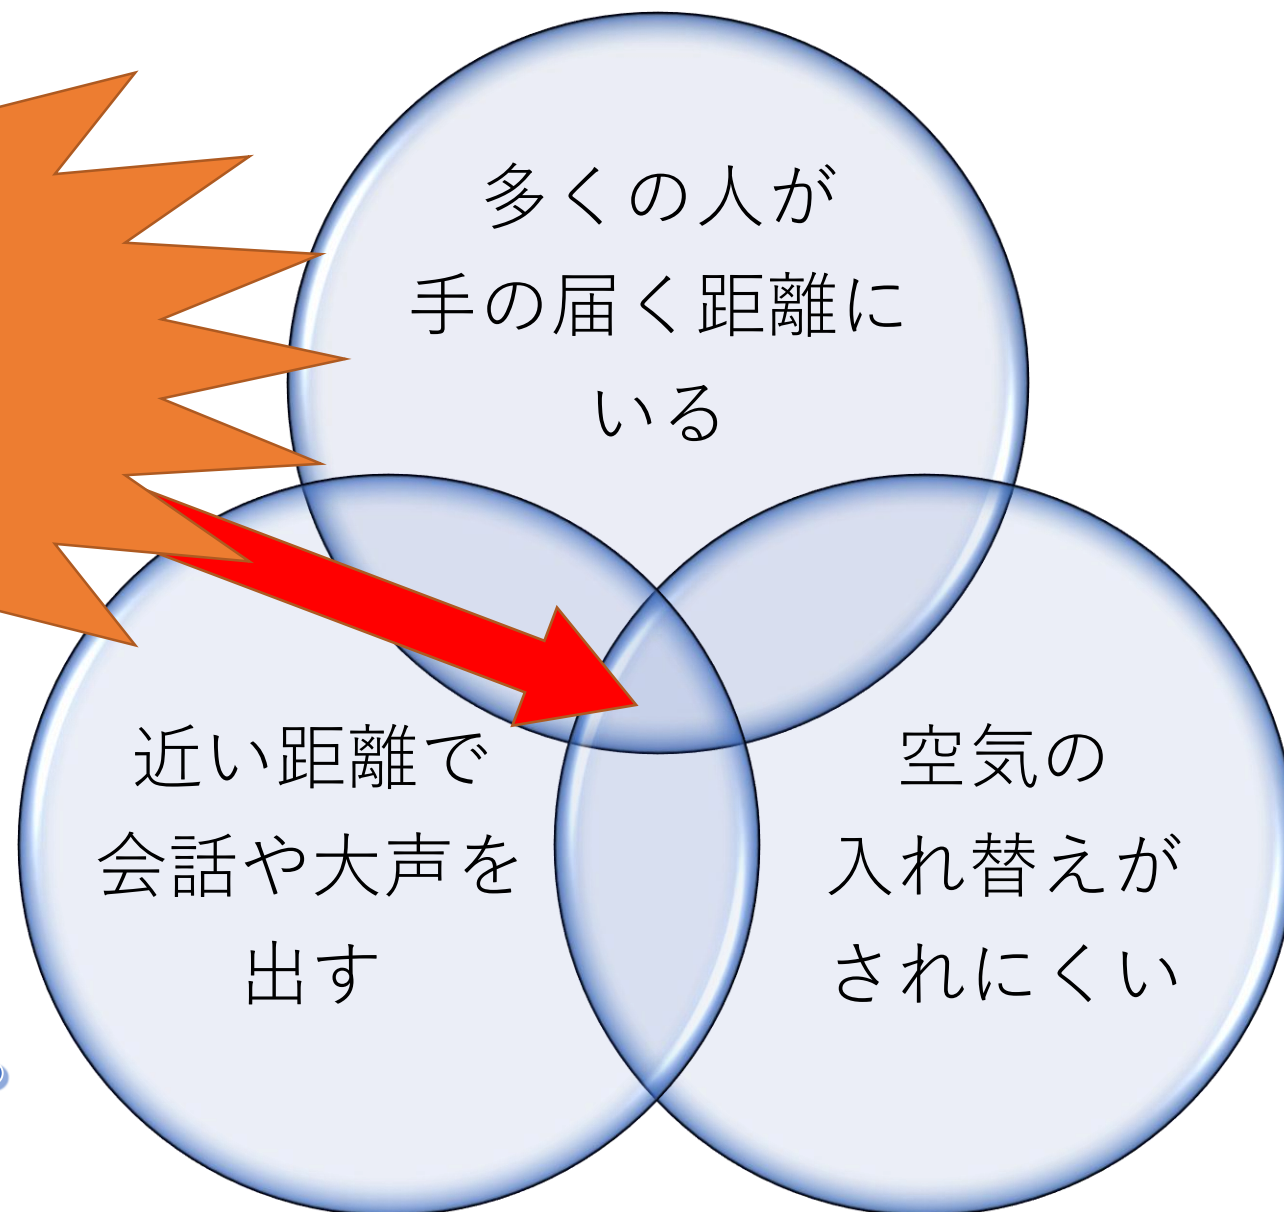 多くの人が
手の届く距離に
いる
近い距離で
会話や大声を
出す
空気の
入れ替えが
されにくい